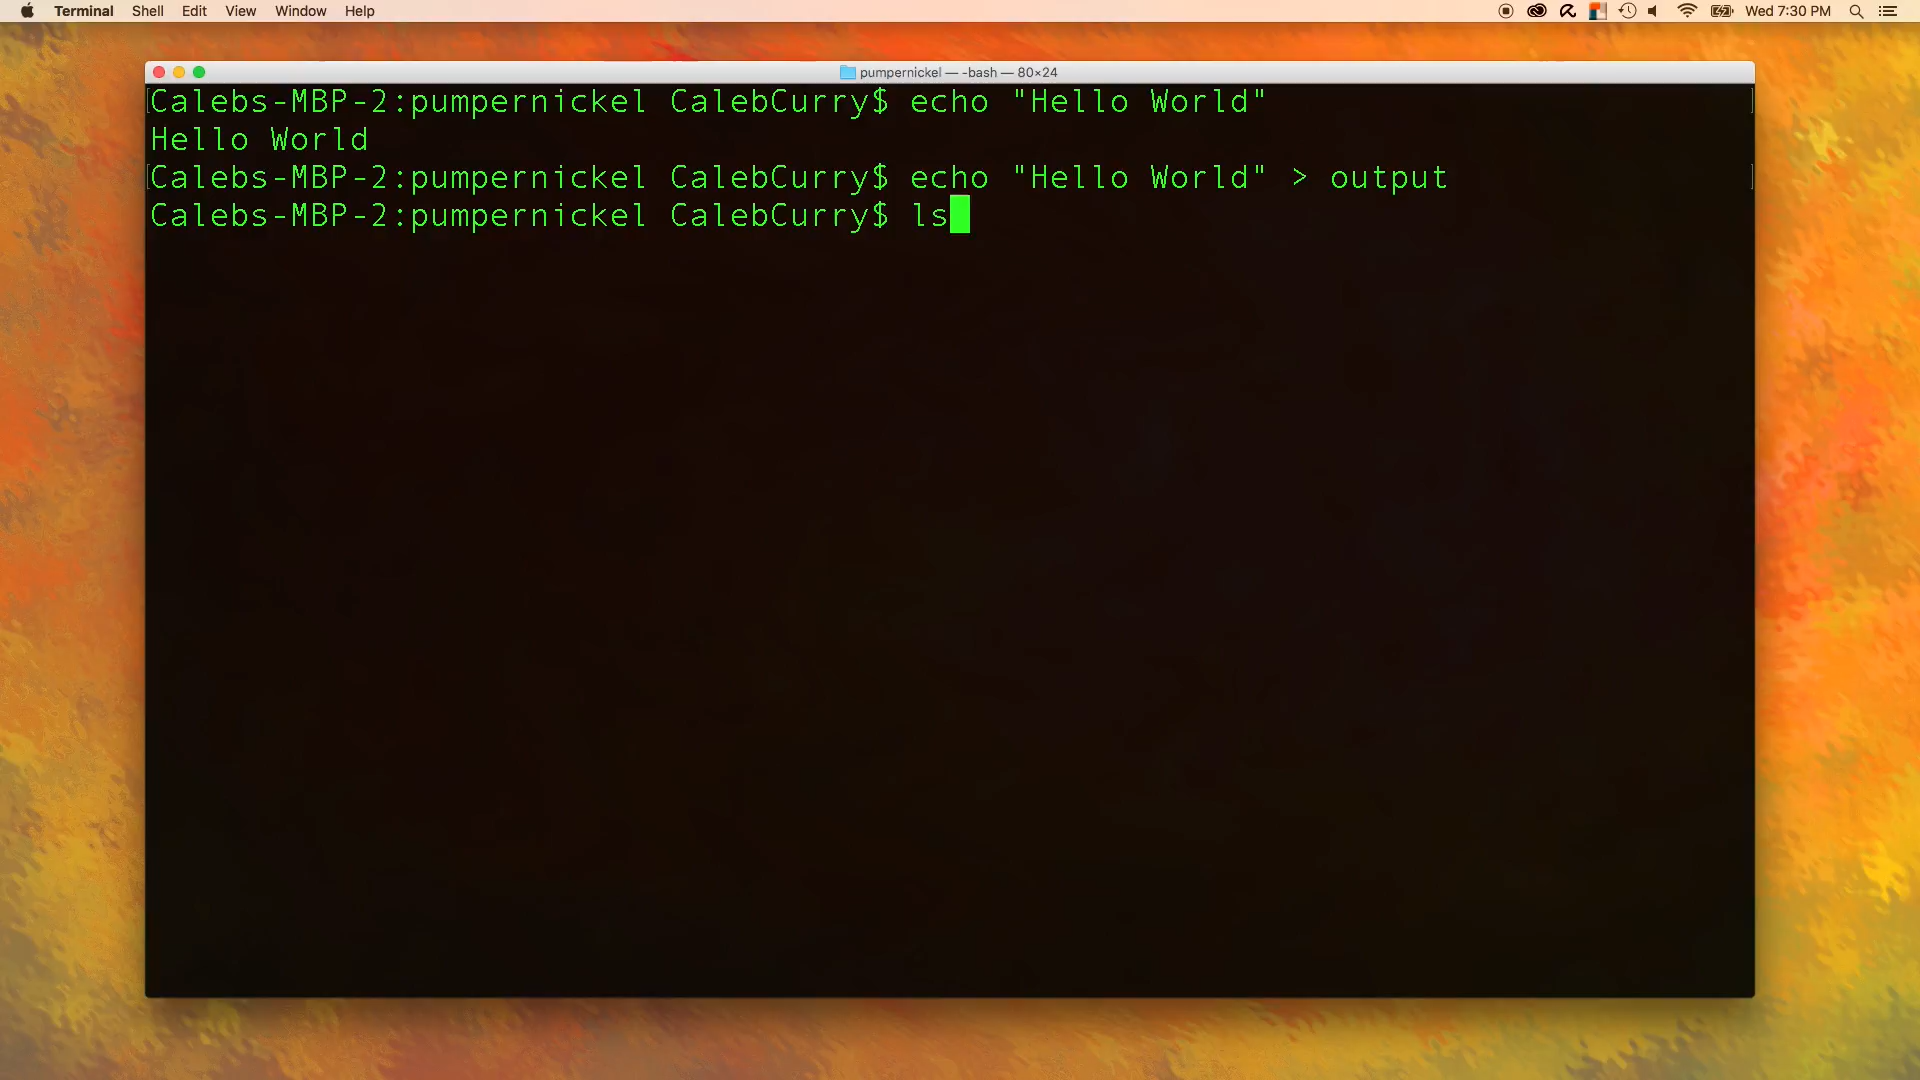 Terminal Shell Edit View Window Help Wed 7:30 PM
pumpernickel — -bash — 80×24
Calebs-MBP-2:pumpernickel CalebCurry$ echo "Hello World"
Hello World
Calebs-MBP-2:pumpernickel CalebCurry$ echo "Hello World" > output
Calebs-MBP-2:pumpernickel CalebCurry$ ls